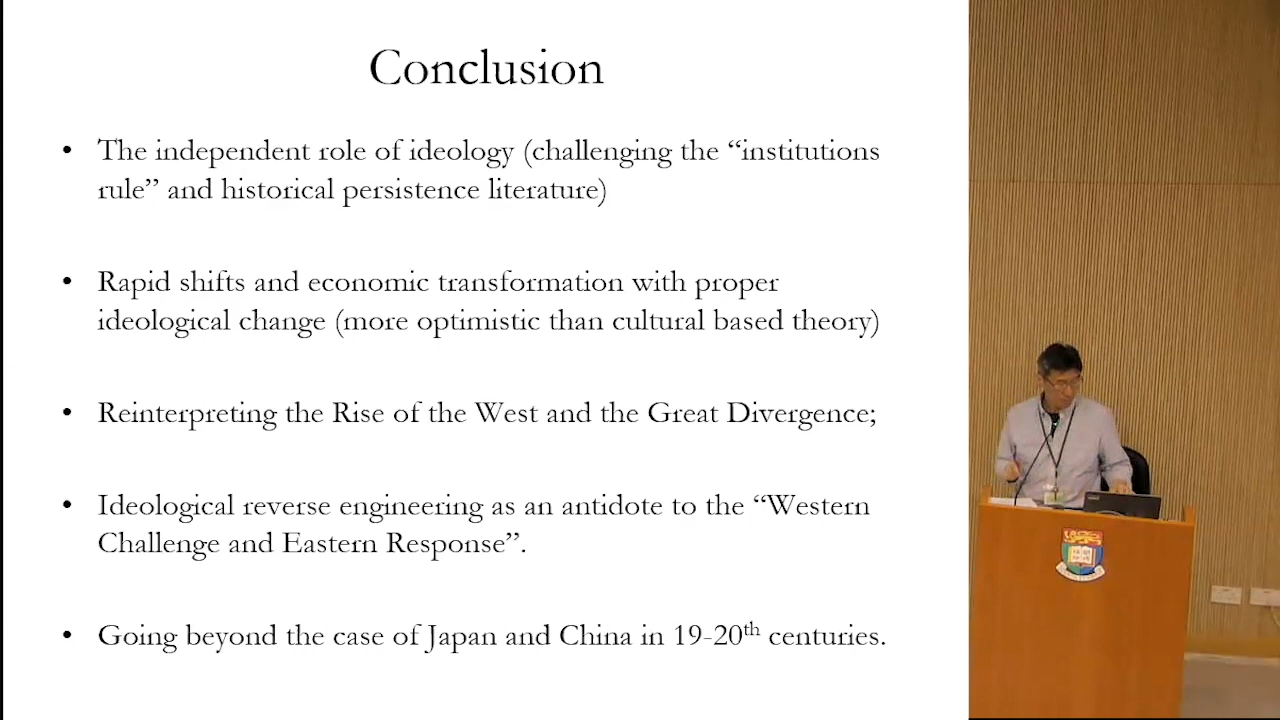 Conclusion
• The independent role of ideology (challenging the “institutions
rule” and historical persistence literature)
• Rapid shifts and economic transformation with proper
ideological change (more optimistic than cultural based theory)
• Reinterpreting the Rise of the West and the Great Divergence;
• Ideological reverse engineering as an antidote to the “Western
Challenge and Eastern Response”.
• Going beyond the case of Japan and China in 19-20th centuries.